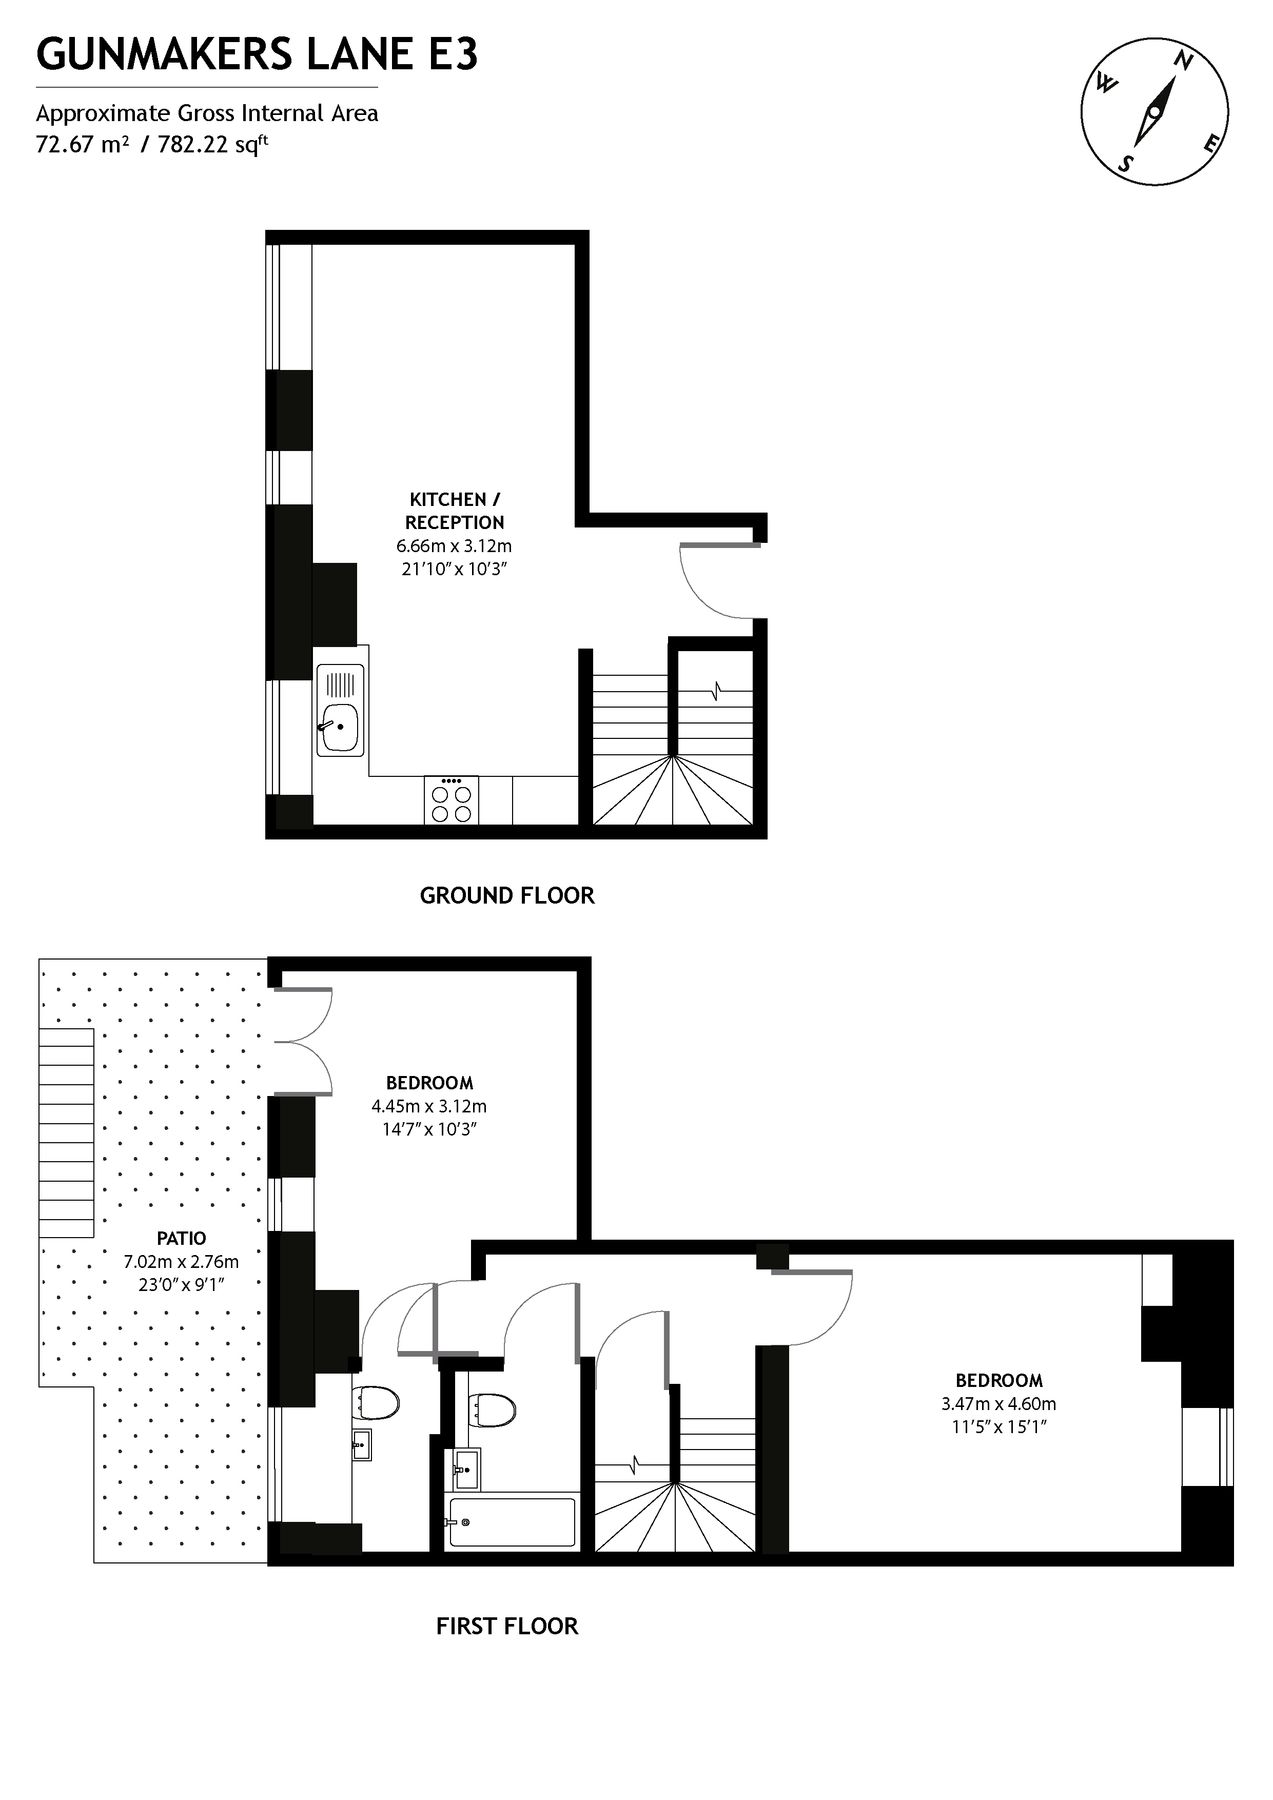 GUNMAKERS LANE E3
Approximate Gross Internal Area
72.67 m² / 782.22 sqft
N
W
E
S
KITCHEN /
RECEPTION
6.66m x 3.12m
21’10” x 10’3”
GROUND FLOOR
BEDROOM
4.45m x 3.12m
14’7” x 10’3”
PATIO
7.02m x 2.76m
23’0” x 9’1”
BEDROOM
3.47m x 4.60m
11’5” x 15’1”
FIRST FLOOR